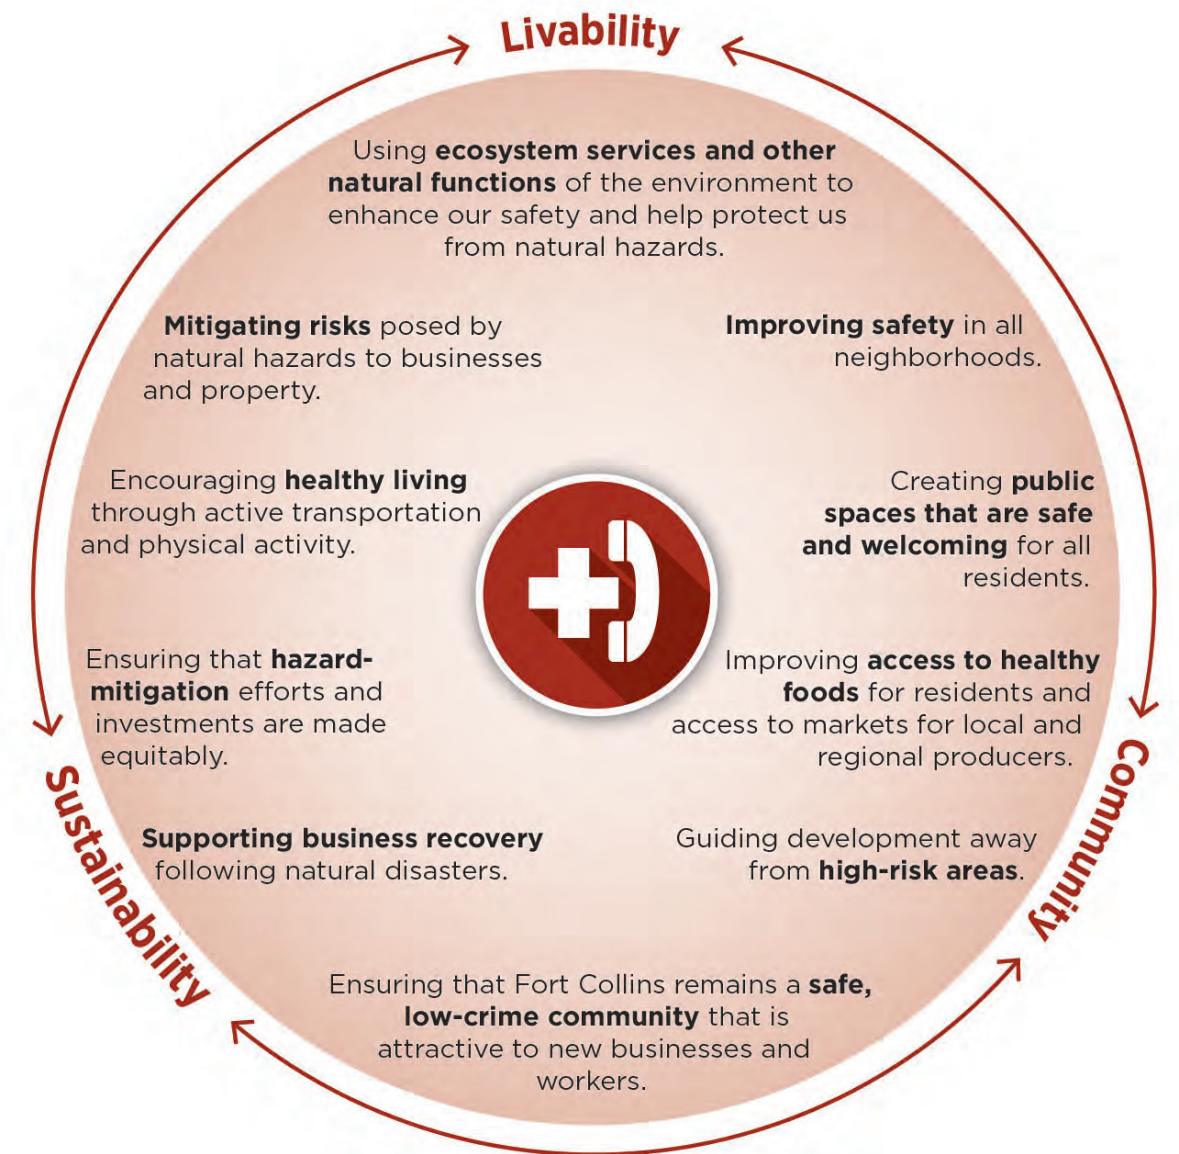 Livability
Using ecosystem services and other
natural functions of the environment to
enhance our safety and help protect us
from natural hazards.
Mitigating risks posed by
natural hazards to businesses
and property.
Improving safety in all
neighborhoods.
Encouraging healthy living
through active transportation
and physical activity.
Creating public
spaces that are safe
and welcoming for all
residents.
Ensuring that hazard-
mitigation efforts and
investments are made
equitably.
Improving access to healthy
foods for residents and
access to markets for local and
regional producers.
Supporting business recovery
following natural disasters.
Guiding development away
from high-risk areas.
Ensuring that Fort Collins remains a safe,
low-crime community that is
attractive to new businesses and
workers.
Sustainability
Community